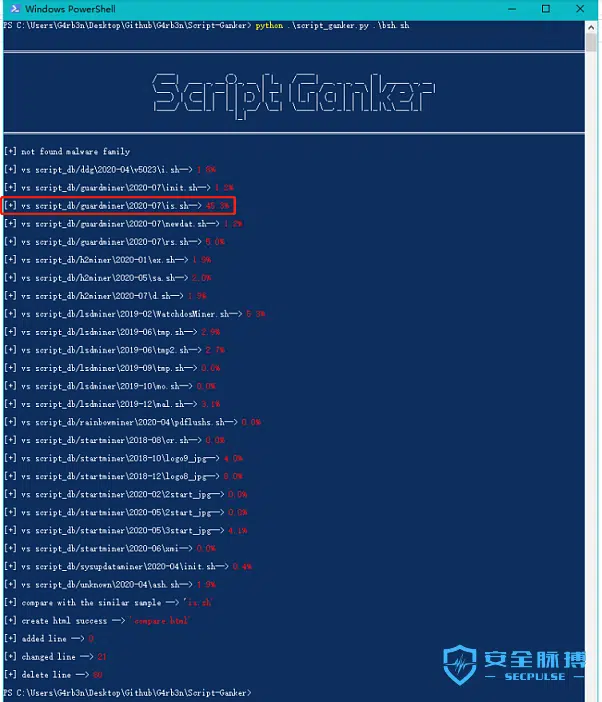 Windows PowerShell
PS C:\Users\G4rb3n\Desktop\Github\G4rb3n\Script-Ganker> python .\script_ganker.py .\bsh.sh
Script Ganker
[+] not found malware family
[+] vs script_db/ddg\2020-04\v5023\i.sh—>
[+] vs script_db/guardminer\2020-07\init.sh—> 1.2%
[+] vs script_db/guardminer\2020-07\is.sh—> 45.3%
[+] vs script_db/guardminer\2020-07\newdat.sh—> 1.2%
[+] vs script_db/guardminer\2020-07\rs.sh—>
[+] vs script_db/h2miner\2020-01\ex.sh—> 1.9%
[+] vs script_db/h2miner\2020-05\sa.sh—> 2.0%
[+] vs script_db/h2miner\2020-07\d.sh—> 1.9%
[+] vs script_db/lsdminer\2019-02\WatchdosMiner.sh—>
[+] vs script_db/lsdminer\2019-06\tmp.sh—> 2.9%
[+] vs script_db/lsdminer\2019-06\tmp2.sh—> 2.7%
[+] vs script_db/lsdminer\2019-09\tmp.sh—>
[+] vs script_db/lsdminer\2019-10\mo.sh—> 0.0%
[+] vs script_db/lsdminer\2019-12\mal.sh—> 3.1%
[+] vs script_db/rainbowminer\2020-04\pdflushs.sh—> 0.0%
[+] vs script_db/startminer\2018-08\cr.sh—> 0.0%
[+] vs script_db/startminer\2018-10\logo9_jpg—> 4.0%
[+] vs script_db/startminer\2018-12\logo8_jpg—>
[+] vs script_db/startminer\2020-02\2start_jpg—> 0.0%
[+] vs script_db/startminer\2020-05\2start_jpg—> 0.0%
[+] vs script_db/startminer\2020-05\3start_jpg—> 4.1%
[+] vs script_db/startminer\2020-06\xmi—> 0.0%
[+] vs script_db/sysupdataminer\2020-04\init.sh—> 0.4%
[+] vs script_db/unknown\2020-04\ash.sh—> 1.9%
[+] compare with the similar sample —> 'is.sh'
[+] create html success —> 'compare.html'
[+] added line —> 0
[+] changed line —> 21
[+] delete line —>
PS C:\Users\G4rb3n\Desktop\Github\G4rb3n\Script-Ganker>
安全脉搏
SECPULSE